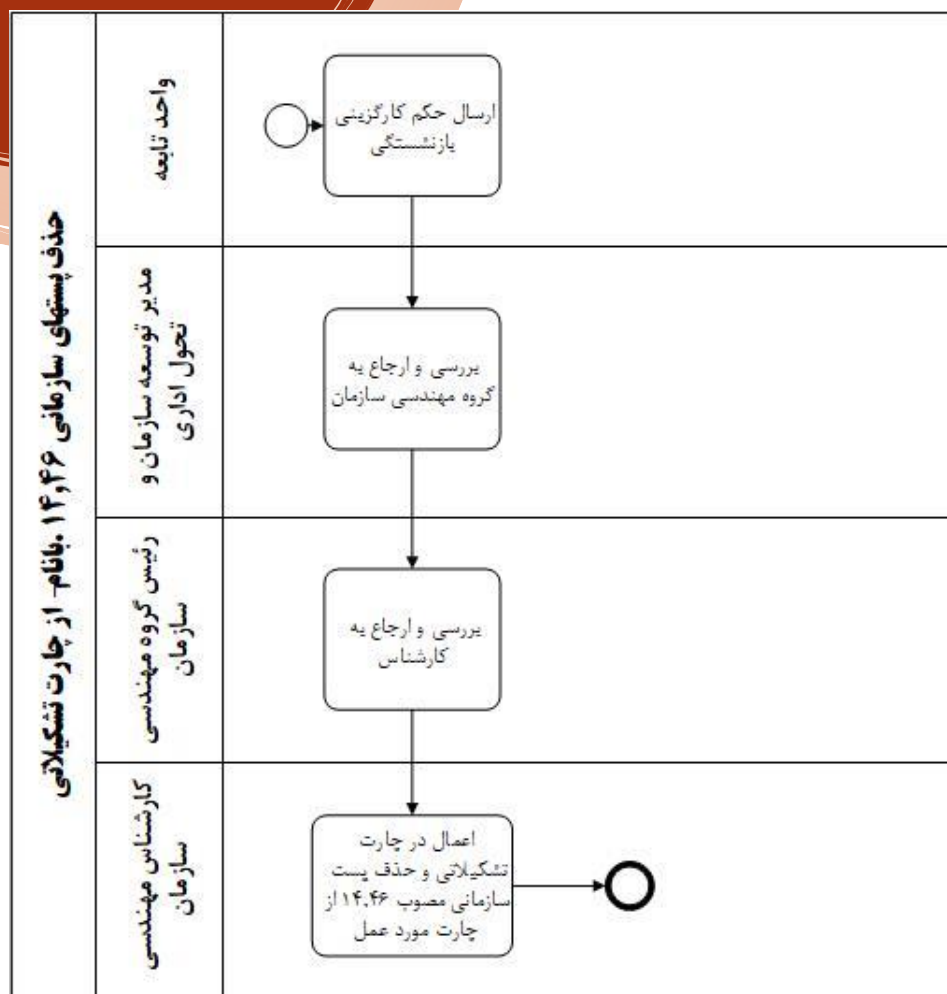 حذف پستهای سازمانی ۱۴,۴۶ .بانام- از چارت تشکیلاتی
واحد تابعه
ارسال حکم کارگزینی
بازنشستگی
مدیر توسعه سازمان و
تحول اداری
بررسی و ارجاع به
گروه مهندسی سازمان
رئیس گروه مهندسی
سازمان
بررسی و ارجاع به
کارشناس
کارشناس مهندسی
سازمان
اعمال در چارت
تشکیلاتی و حذف پست
سازمانی مصوب ۱۴,۴۶ از
چارت مورد عمل